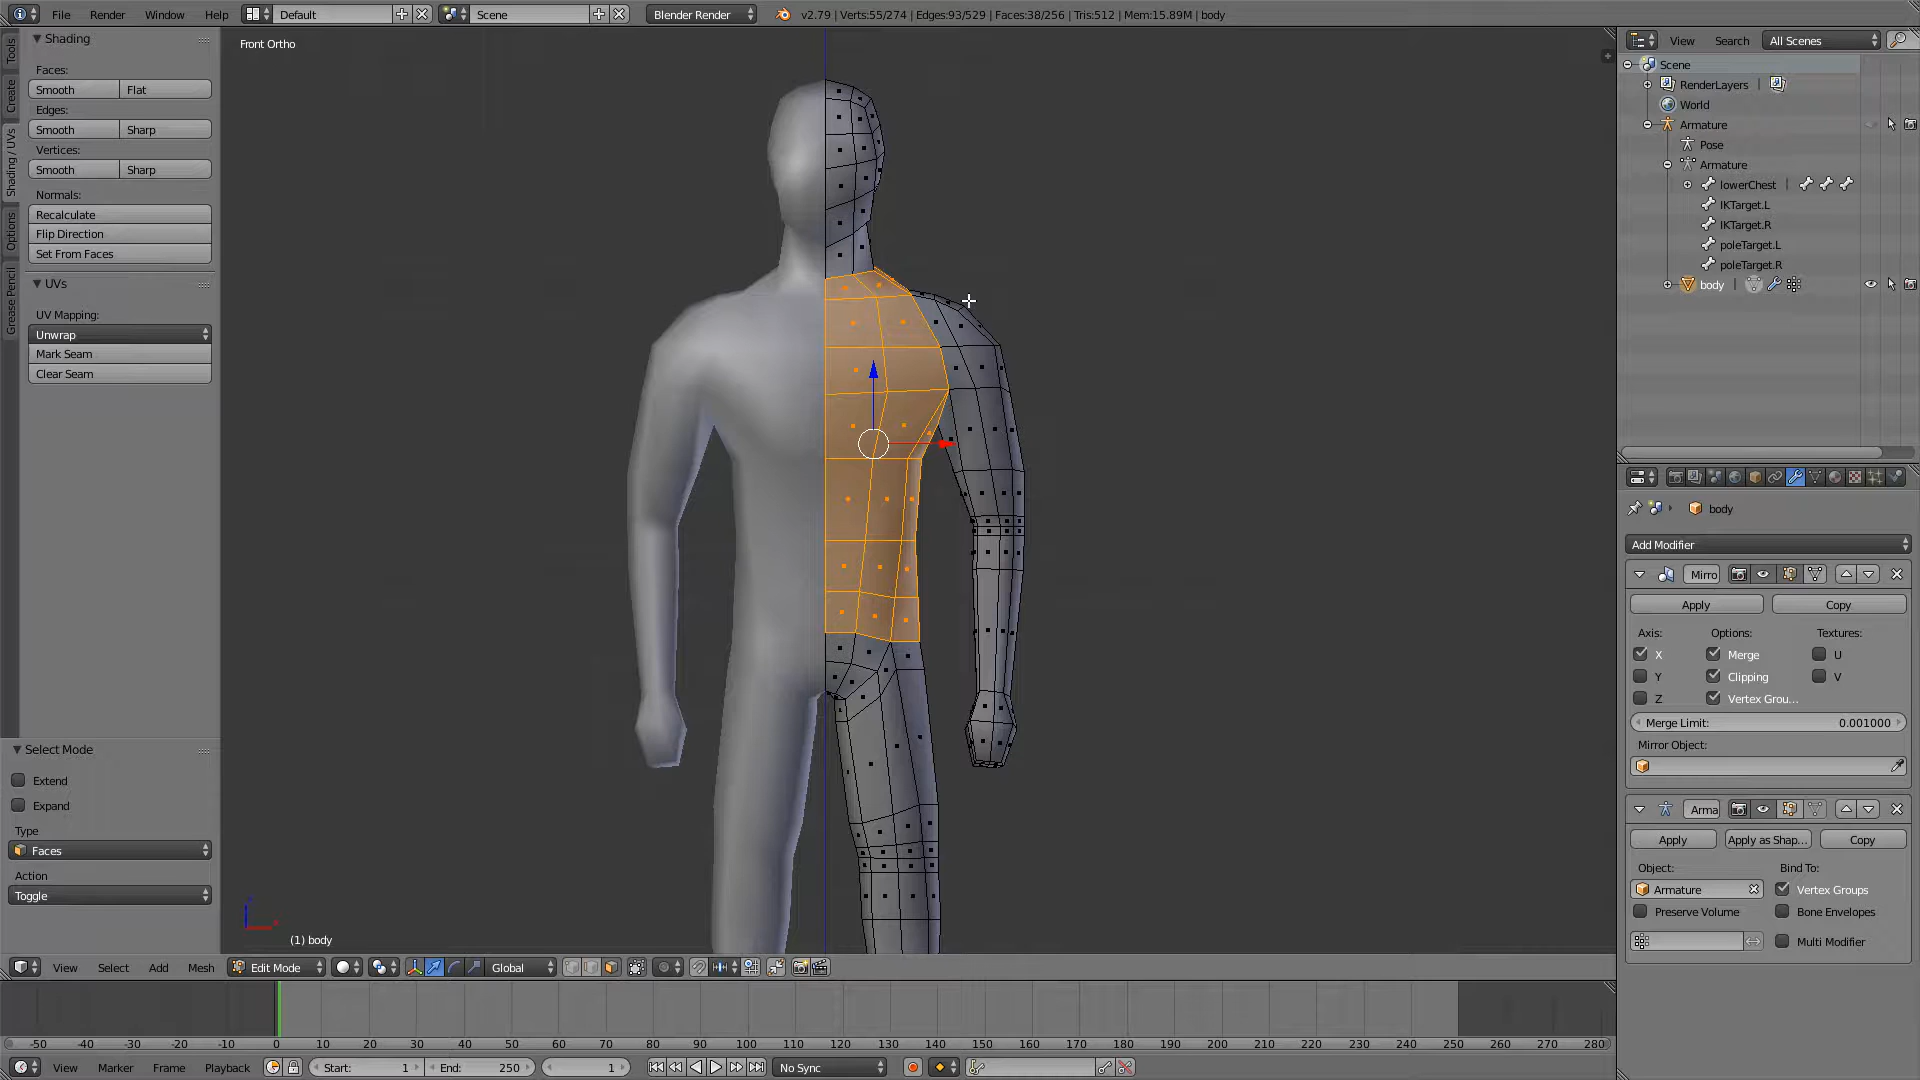 File Render Window Help Default Scene Blender Render v2.79 | Verts:55/274 | Edges:93/529 | Faces:38/256 | Tris:512 | Mem:15.89M | body
Tools
Create
Shading / UVs
Options
Grease Pencil
Shading
Faces:
Smooth Flat
Edges:
Smooth Sharp
Vertices:
Smooth Sharp
Normals:
Recalculate
Flip Direction
Set From Faces
UVs
UV Mapping:
Unwrap
Mark Seam
Clear Seam
Select Mode
Extend
Expand
Type
Faces
Action
Toggle
Front Ortho
(1) body
View Select Add Mesh Edit Mode Global
View Search All Scenes
Scene
RenderLayers |
World
Armature
Pose
Armature
lowerChest |
IKTarget.L
IKTarget.R
poleTarget.L
poleTarget.R
body |
body
Add Modifier
Mirro
Apply Copy
Axis: Options: Textures:
X Merge U
Y Clipping V
Z Vertex Grou...
Merge Limit: 0.001000
Mirror Object:
Arma
Apply Apply as Shap... Copy
Object: Bind To:
Armature Vertex Groups
Preserve Volume Bone Envelopes
Multi Modifier
-50 -40 -30 -20 -10 0 10 20 30 40 50 60 70 80 90 100 110 120 130 140 150 160 170 180 190 200 210 220 230 240 250 260 270 280
View Marker Frame Playback Start: 1 End: 250 1 No Sync